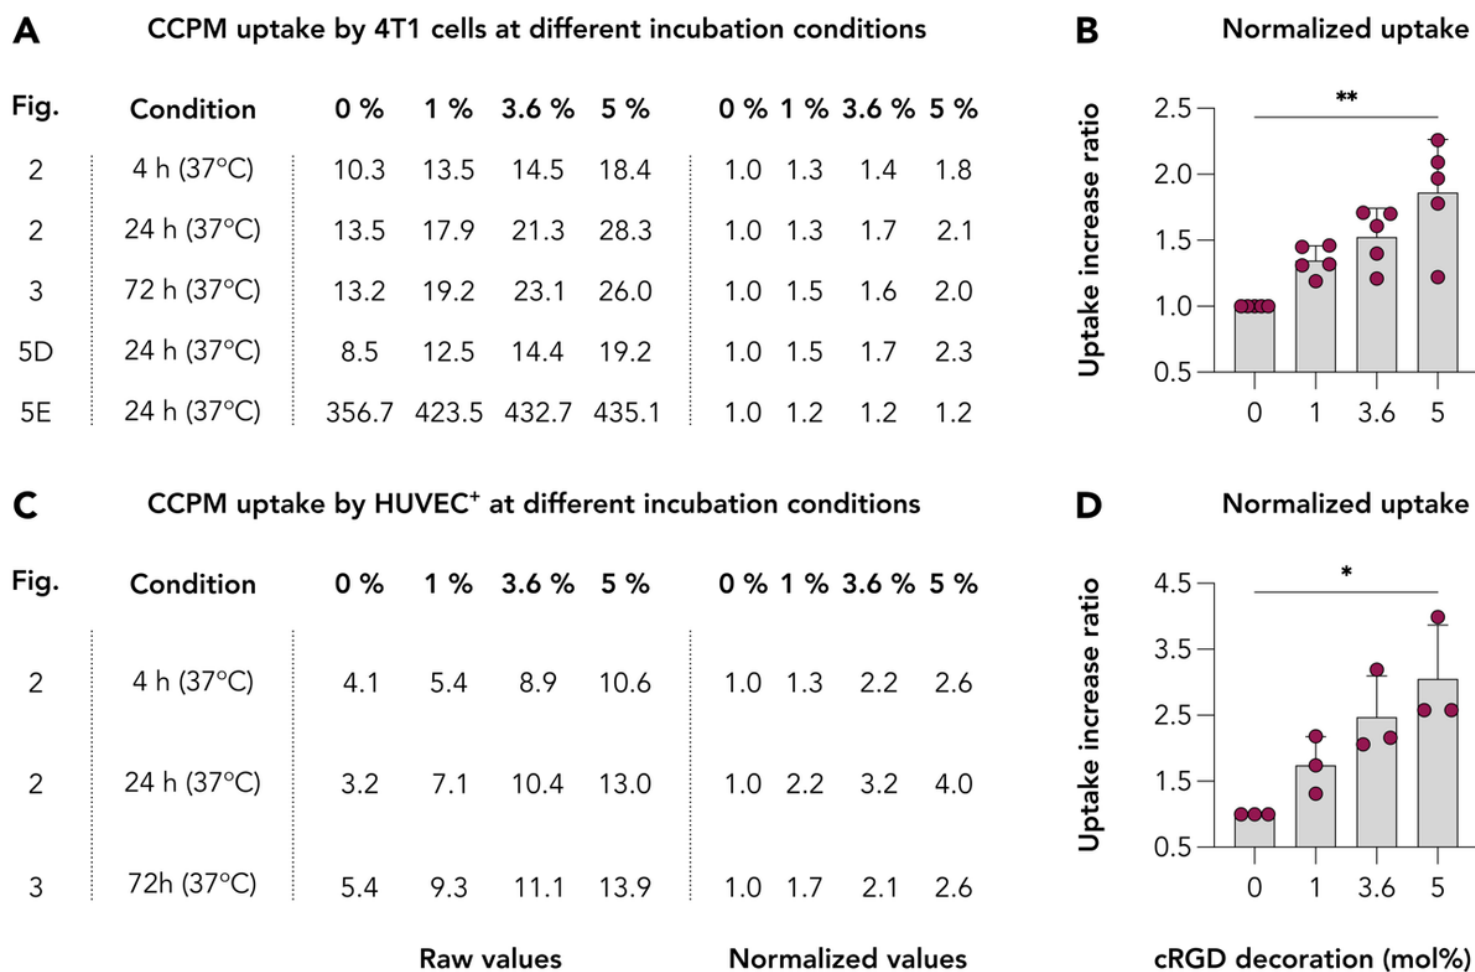 A CCPM uptake by 4T1 cells at different incubation conditions
Fig. Condition 0 % 1 % 3.6 % 5 % 0 % 1 % 3.6 % 5 %
2 4 h (37°C) 10.3 13.5 14.5 18.4 1.0 1.3 1.4 1.8
2 24 h (37°C) 13.5 17.9 21.3 28.3 1.0 1.3 1.7 2.1
3 72 h (37°C) 13.2 19.2 23.1 26.0 1.0 1.5 1.6 2.0
5D 24 h (37°C) 8.5 12.5 14.4 19.2 1.0 1.5 1.7 2.3
5E 24 h (37°C) 356.7 423.5 432.7 435.1 1.0 1.2 1.2 1.2
B Normalized uptake
Uptake increase ratio
**
2.5
2.0
1.5
1.0
0.5
0 1 3.6 5
C CCPM uptake by HUVEC⁺ at different incubation conditions
Fig. Condition 0 % 1 % 3.6 % 5 % 0 % 1 % 3.6 % 5 %
2 4 h (37°C) 4.1 5.4 8.9 10.6 1.0 1.3 2.2 2.6
2 24 h (37°C) 3.2 7.1 10.4 13.0 1.0 2.2 3.2 4.0
3 72h (37°C) 5.4 9.3 11.1 13.9 1.0 1.7 2.1 2.6
Raw values Normalized values
D Normalized uptake
Uptake increase ratio
*
4.5
3.5
2.5
1.5
0.5
0 1 3.6 5
cRGD decoration (mol%)